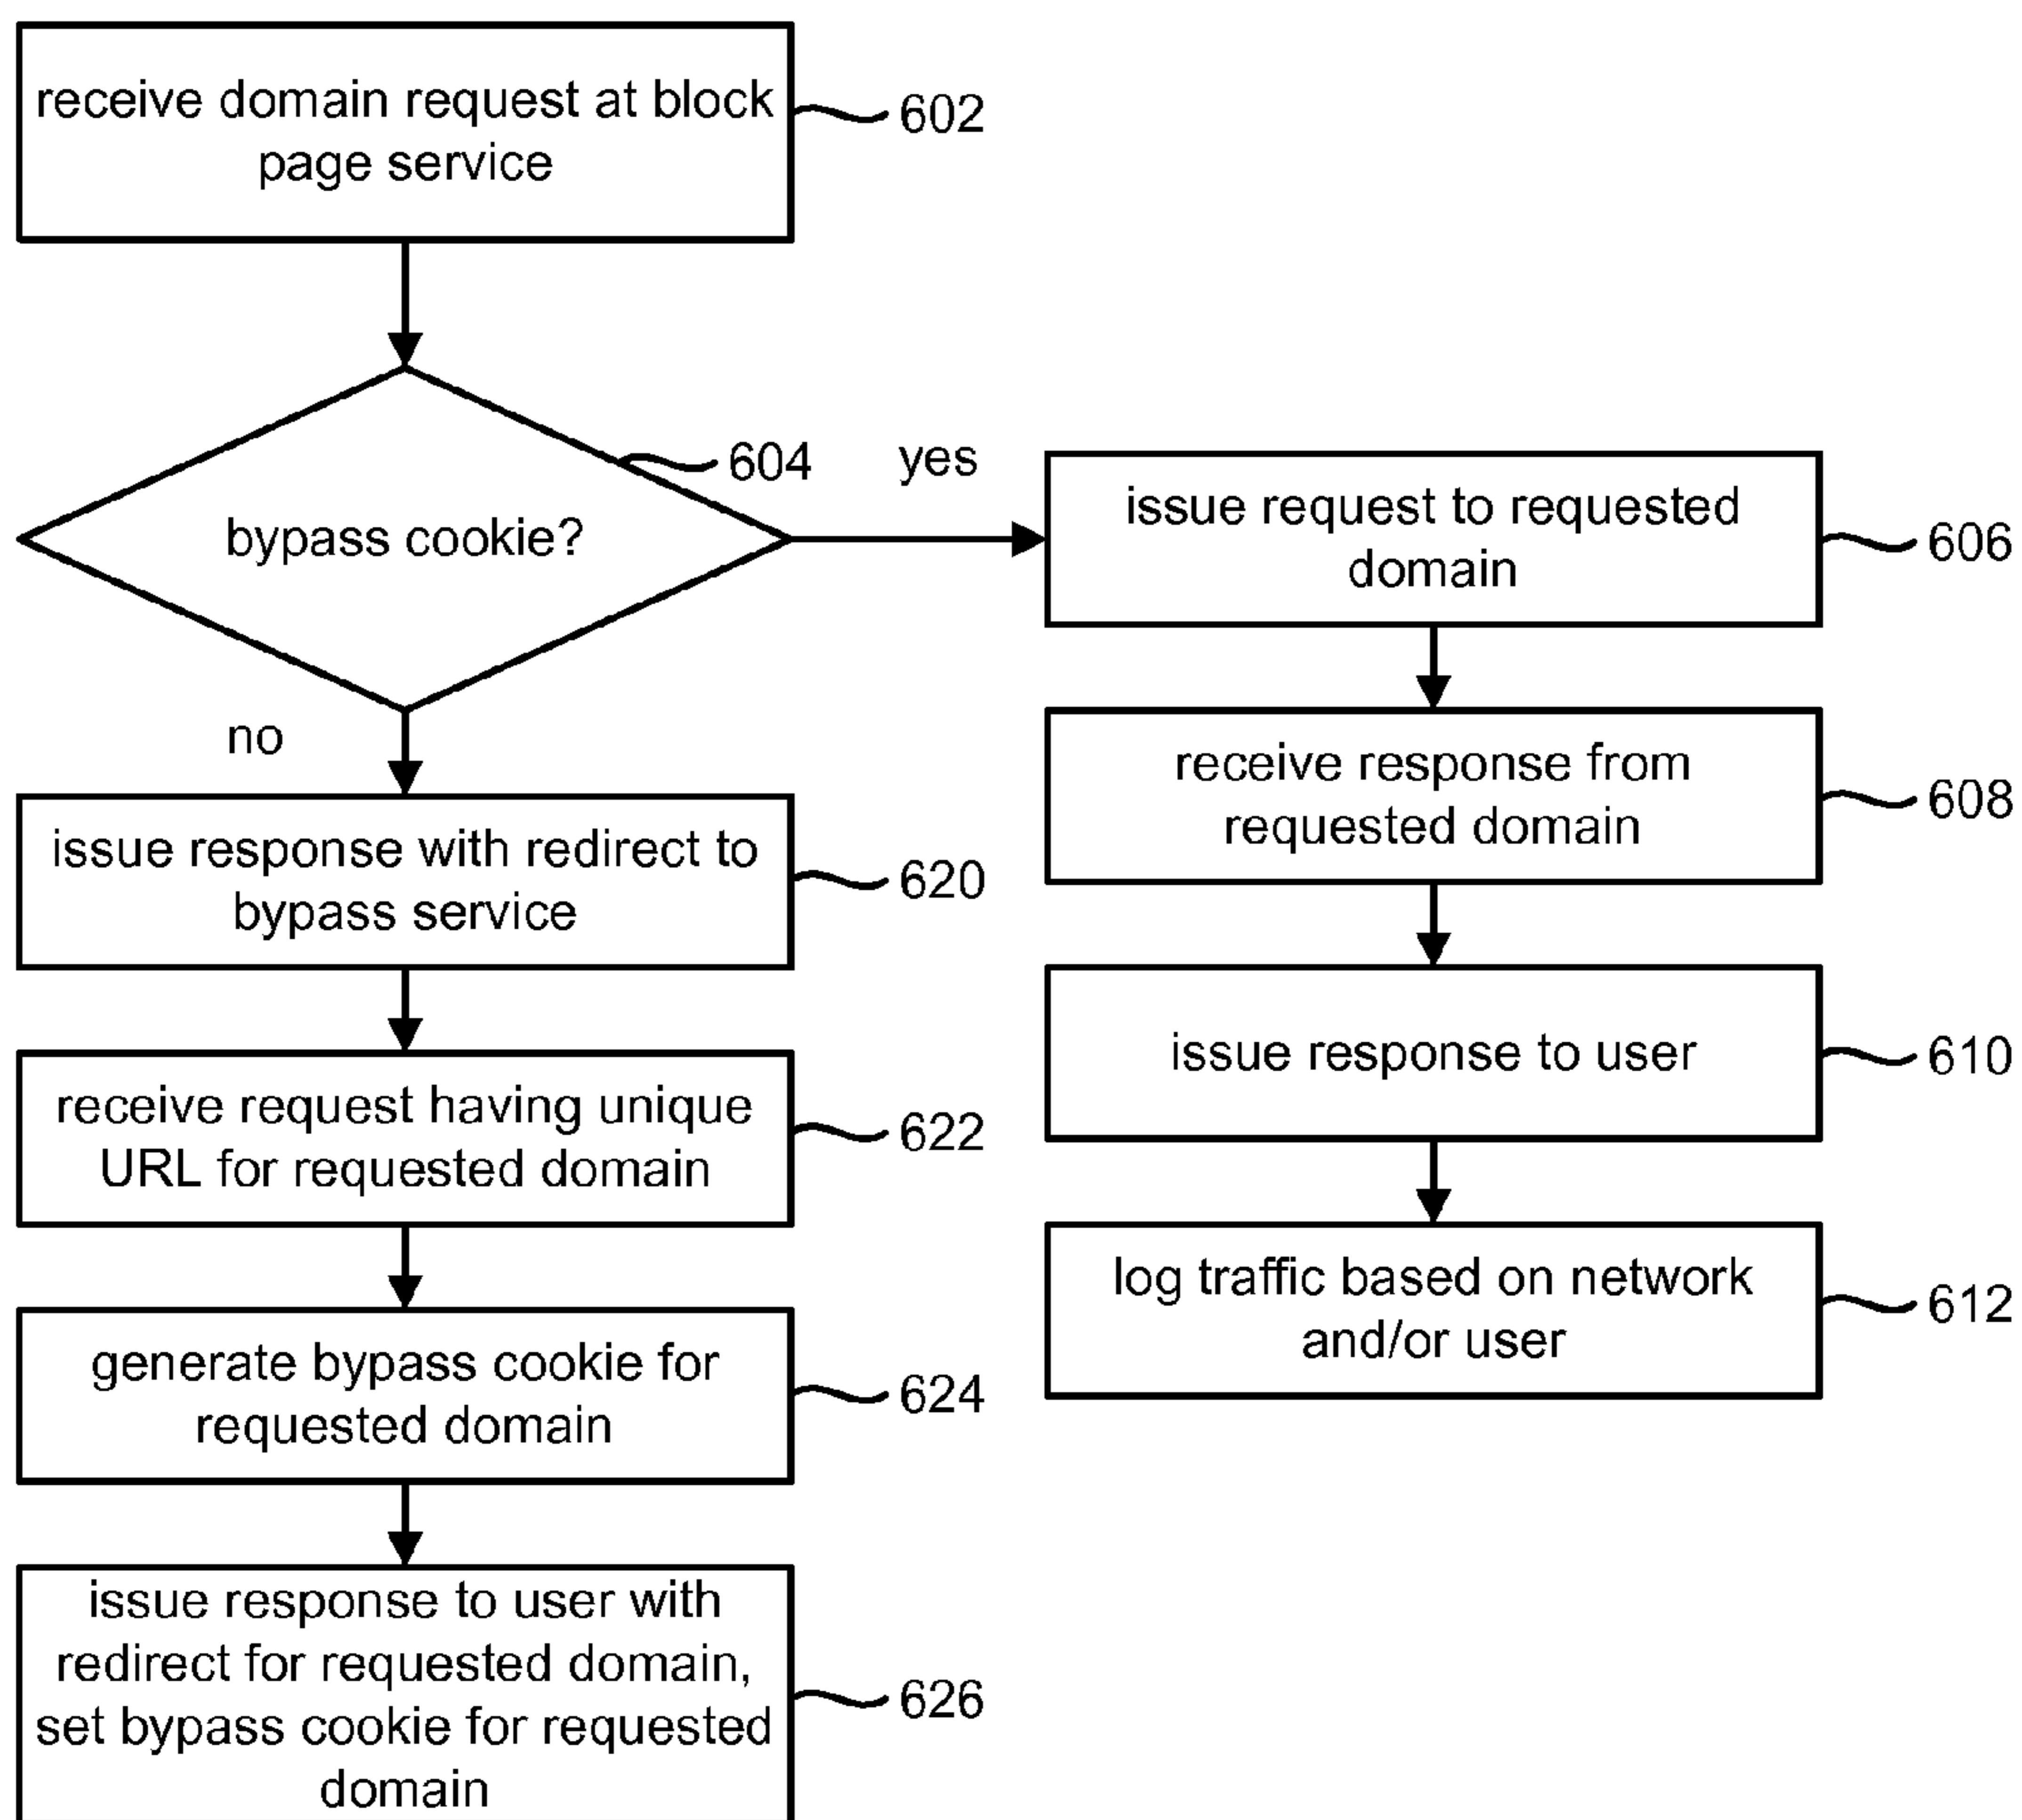 receive domain request at block
page service
602
604
yes
bypass cookie?
no
issue request to requested
domain
606
receive response from
requested domain
608
issue response to user
610
log traffic based on network
and/or user
612
issue response with redirect to
bypass service
620
receive request having unique
URL for requested domain
622
generate bypass cookie for
requested domain
624
issue response to user with
redirect for requested domain,
set bypass cookie for requested
domain
626